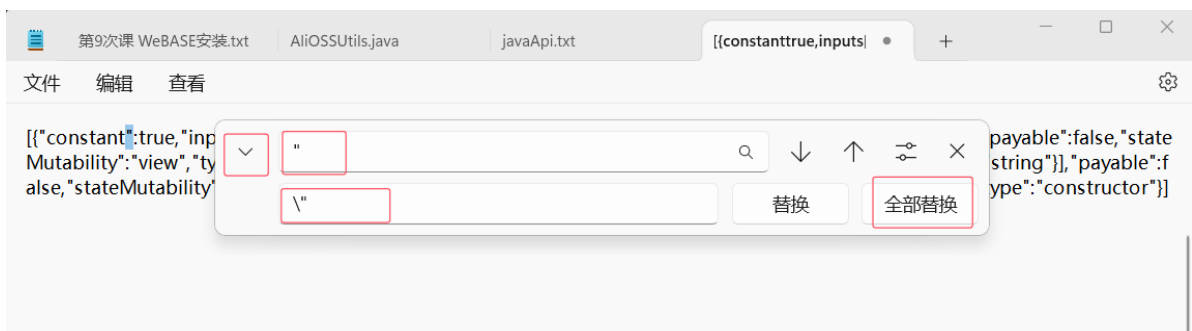 第9次课 WeBASE安装.txt AliOSSUtils.java javaApi.txt [{constanttrue,inputs|
文件 编辑 查看
[{"constant":true,"inp payable":false,"state
"
Mutability":"view","ty string"}],"payable":f
alse,"stateMutability" ype":"constructor"}]
\" 替换 全部替换